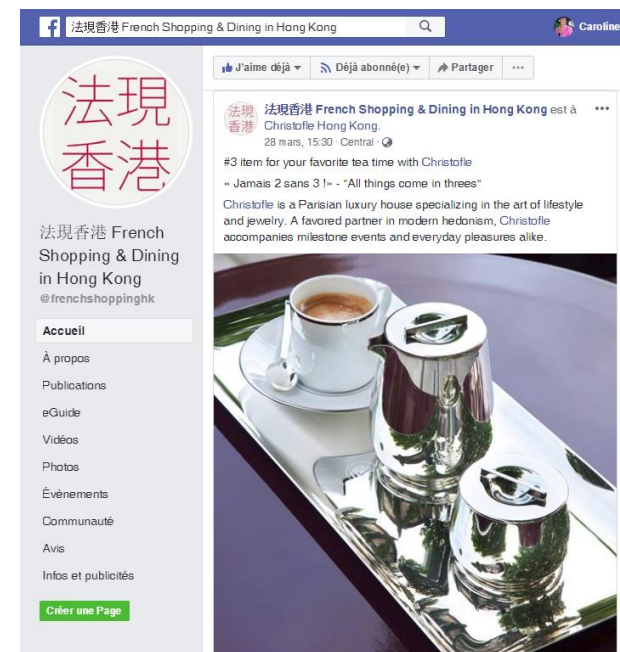 法現香港 French Shopping & Dining in Hong Kong
Caroline
法現
香港
法現香港 French
Shopping & Dining
in Hong Kong
@frenchshoppinghk
Accueil
À propos
Publications
eGuide
Vidéos
Photos
Évènements
Communauté
Avis
Infos et publicités
Créer une Page
J'aime déjà
Déjà abonné(e)
Partager
法現
香港
法現香港 French Shopping & Dining in Hong Kong est à
Christofle Hong Kong.
28 mars, 15:30 · Central ·
#3 item for your favorite tea time with Christofle
« Jamais 2 sans 3 !» - "All things come in threes"
Christofle is a Parisian luxury house specializing in the art of lifestyle
and jewelry. A favored partner in modern hedonism, Christofle
accompanies milestone events and everyday pleasures alike.